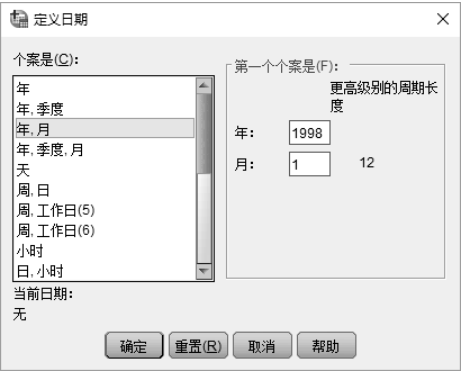 定义日期
个案是(C):
年
年, 季度
年, 月
年, 季度, 月
天
周, 日
周, 工作日(5)
周, 工作日(6)
小时
日, 小时
当前日期:
无
第一个个案是(F):
更高级别的周期长
度
年: 1998
月: 1 12
确定 重置(R) 取消 帮助